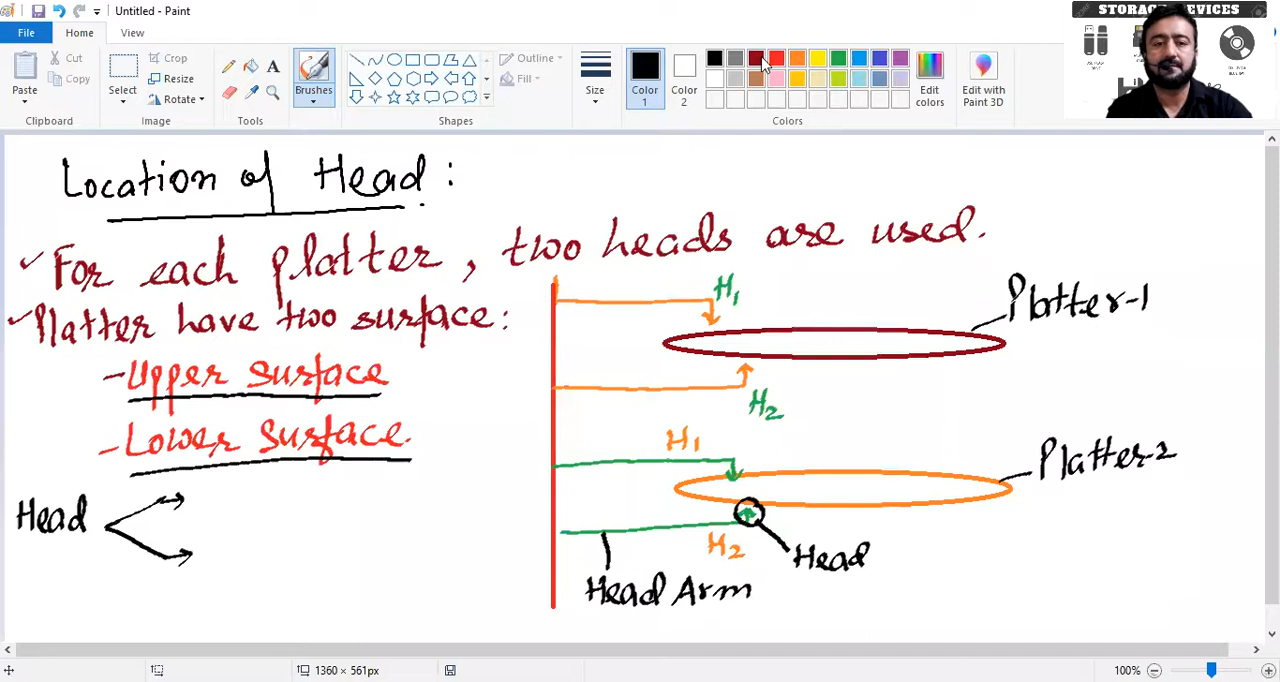 Untitled - Paint
File
Home
View
Paste
Cut
Copy
Clipboard
Select
Crop
Resize
Rotate
Image
Tools
Brushes
Shapes
Outline
Fill
Size
Color 1
Color 2
Colors
Edit colors
Edit with Paint 3D
STORAGE DEVICES
Location of Head:
For each platter, two heads are used.
Platter have two surface:
-Upper surface
-Lower surface.
Head
H1
Platter-1
H2
H1
Platter-2
H2
Head
Head Arm
1360 × 561px
100%